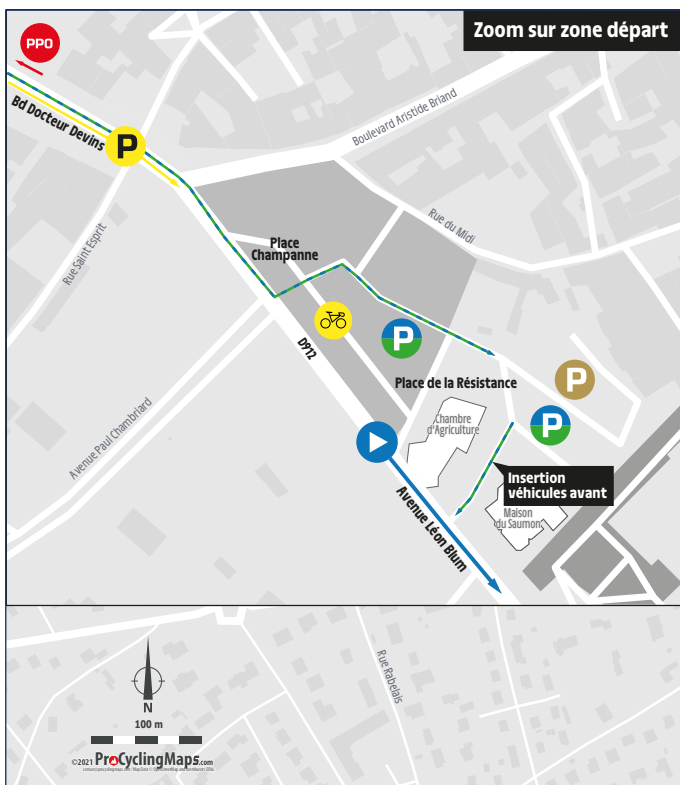 Zoom sur zone départ
PPO
Bd Docteur Devins
P
Boulevard Aristide Briand
Rue du Midi
Rue Saint Esprit
Place
Champanne
D912
P
Place de la Résistance
P
Chambre
d'Agriculture
P
Avenue Paul Chambriard
Insertion
véhicules avant
Maison
du Saumon
Avenue Léon Blum
Rue Rabelais
N
100 m
©2021 ProCyclingMaps.com